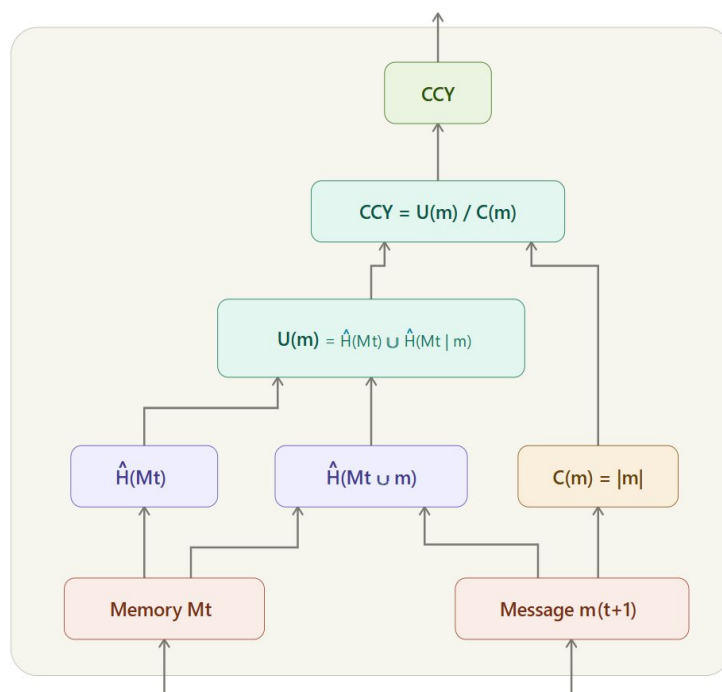 CCY
CCY = U(m) / C(m)
U(m) = Ĥ(Mt) ∪ Ĥ(Mt | m)
Ĥ(Mt)
Ĥ(Mt ∪ m)
C(m) = |m|
Memory Mt
Message m(t+1)